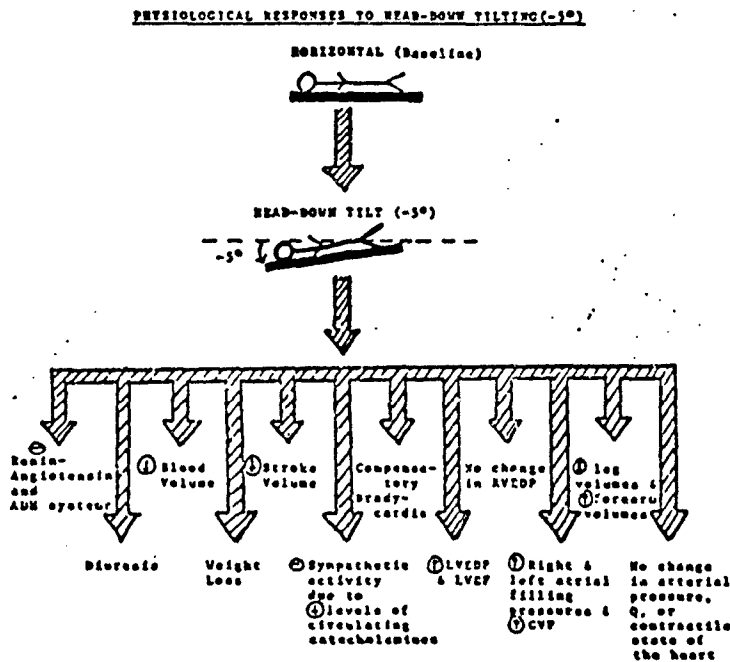 PHYSIOLOGICAL RESPONSES TO HEAD-DOWN TILTING(-5°)
HORIZONTAL (Baseline)
HEAD-DOWN TILT (-5°)
-5°
⊖
Renin-
Angiotensin
and
ADH system
↓ Blood
Volume
↓ Stroke
Volume
Compensa-
tory
Brady-
cardia
No change
in RVEDP
leg
volumes &
↑ forearm
volumes
Diuresis
Weight
Loss
⊖ Sympathetic
activity
due to
↓ levels of
circulating
catecholamines
↑ LVEDP
& LVEF
↑ Right &
left atrial
filling
pressures &
↑ CVP
No change
in arterial
pressure,
Q, or
contractile
state of
the heart